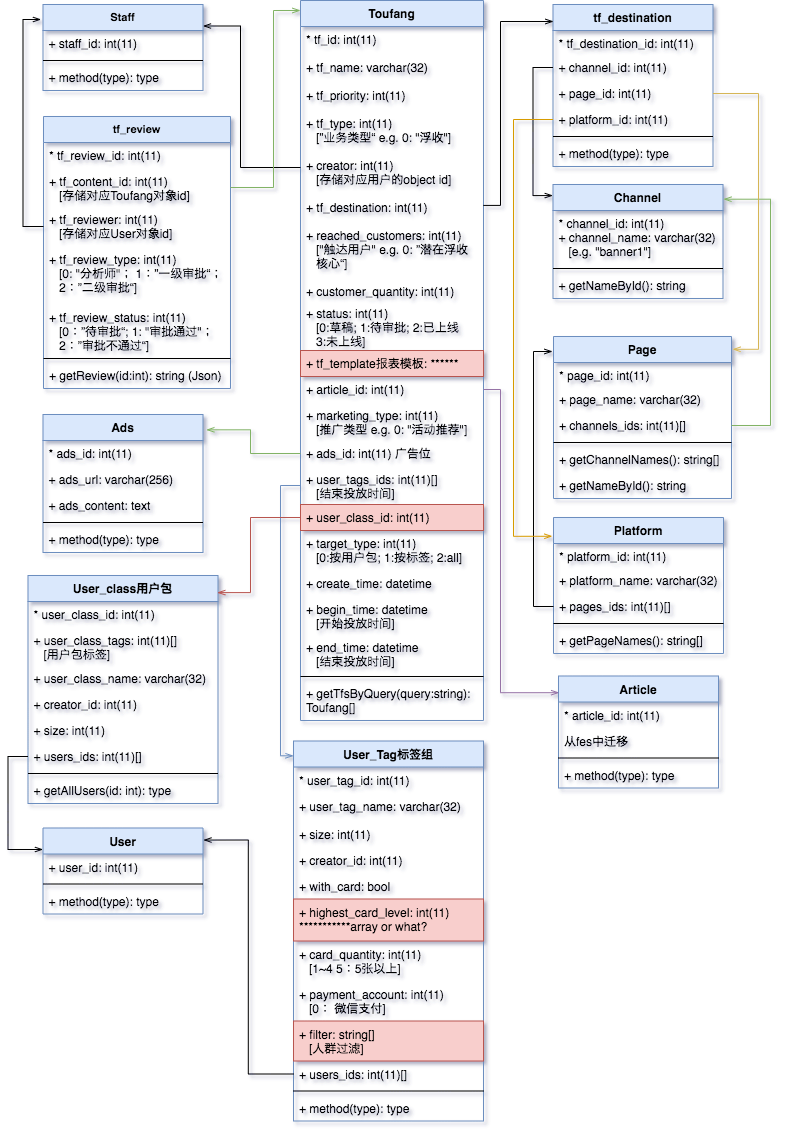 Staff
+ staff_id: int(11)
+ method(type): type
tf_review
* tf_review_id: int(11)
+ tf_content_id: int(11)
[存储对应Toufang对象id]
+ tf_reviewer: int(11)
[存储对应User对象id]
+ tf_review_type: int(11)
[0: "分析师"； 1："一级审批"；
2："二级审批"]
+ tf_review_status: int(11)
[0："待审批"; 1: "审批通过"；
2："审批不通过"]
+ getReview(id:int): string (Json)
Ads
* ads_id: int(11)
+ ads_url: varchar(256)
+ ads_content: text
+ method(type): type
User_class用户包
* user_class_id: int(11)
+ user_class_tags: int(11)[]
[用户包标签]
+ user_class_name: varchar(32)
+ creator_id: int(11)
+ size: int(11)
+ users_ids: int(11)[]
+ getAllUsers(id: int): type
User
+ user_id: int(11)
+ method(type): type
Toufang
* tf_id: int(11)
+ tf_name: varchar(32)
+ tf_priority: int(11)
+ tf_type: int(11)
["业务类型" e.g. 0: "浮收"]
+ creator: int(11)
[存储对应用户的object id]
+ tf_destination: int(11)
+ reached_customers: int(11)
["触达用户" e.g. 0: "潜在浮收
核心"]
+ customer_quantity: int(11)
+ status: int(11)
[0:草稿; 1:待审批; 2:已上线
3:未上线]
+ tf_template报表模板: ******
+ article_id: int(11)
+ marketing_type: int(11)
[推广类型 e.g. 0: "活动推荐"]
+ ads_id: int(11) 广告位
+ user_tags_ids: int(11)[]
[结束投放时间]
+ user_class_id: int(11)
+ target_type: int(11)
[0:按用户包; 1:按标签; 2:all]
+ create_time: datetime
+ begin_time: datetime
[开始投放时间]
+ end_time: datetime
[结束投放时间]
+ getTfsByQuery(query:string):
Toufang[]
User_Tag标签组
* user_tag_id: int(11)
+ user_tag_name: varchar(32)
+ size: int(11)
+ creator_id: int(11)
+ with_card: bool
+ highest_card_level: int(11)
***********array or what?
+ card_quantity: int(11)
[1~4 5：5张以上]
+ payment_account: int(11)
[0： 微信支付]
+ filter: string[]
[人群过滤]
+ users_ids: int(11)[]
+ method(type): type
tf_destination
* tf_destination_id: int(11)
+ channel_id: int(11)
+ page_id: int(11)
+ platform_id: int(11)
+ method(type): type
Channel
* channel_id: int(11)
+ channel_name: varchar(32)
[e.g. "banner1"]
+ getNameById(): string
Page
* page_id: int(11)
+ page_name: varchar(32)
+ channels_ids: int(11)[]
+ getChannelNames(): string[]
+ getNameById(): string
Platform
* platform_id: int(11)
+ platform_name: varchar(32)
+ pages_ids: int(11)[]
+ getPageNames(): string[]
Article
* article_id: int(11)
从fes中迁移
+ method(type): type